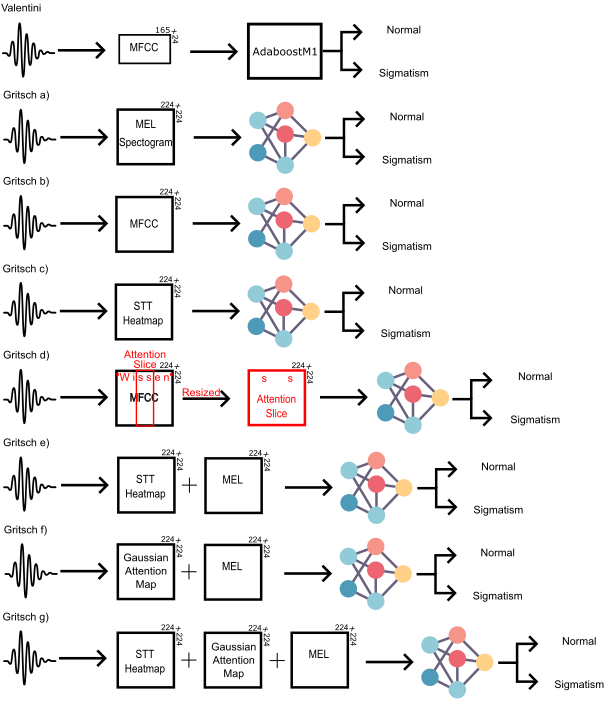 Valentini
165×24
MFCC
AdaboostM1
Normal
Sigmatism
Gritsch a)
224×224
MEL
Spectogram
Normal
Sigmatism
Gritsch b)
224×224
MFCC
Normal
Sigmatism
Gritsch c)
224×224
STT
Heatmap
Normal
Sigmatism
Gritsch d)
Attention
Slice
224×224
"Wissen"
MFCC
Resized
224×224
s s
Attention
Slice
Normal
Sigmatism
Gritsch e)
224×224
STT
Heatmap
+
224×224
MEL
Normal
Sigmatism
Gritsch f)
224×224
Gaussian
Attention
Map
+
224×224
MEL
Normal
Sigmatism
Gritsch g)
224×224
STT
Heatmap
+
224×224
Gaussian
Attention
Map
+
224×224
MEL
Normal
Sigmatism